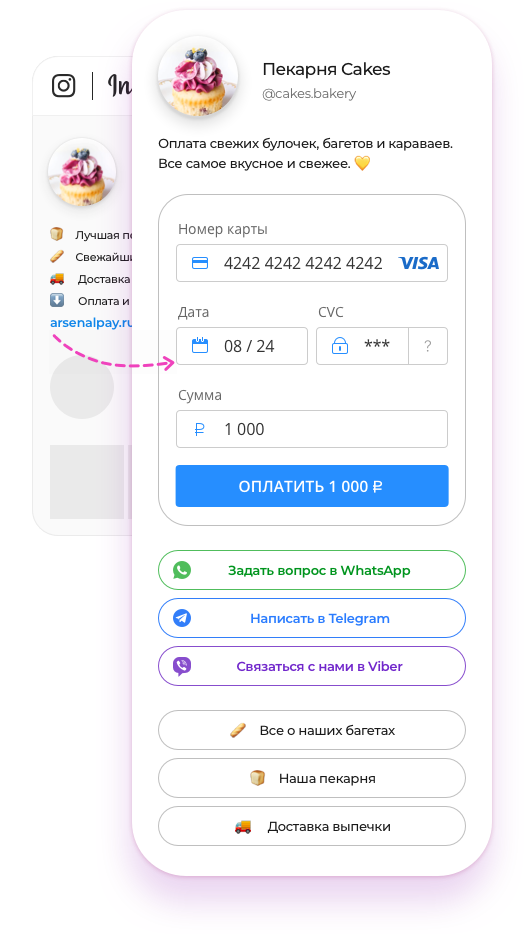 Лучшая
Свежайши
Доставка
Оплата и
arsenalpay.ru
Пекарня Cakes
@cakes.bakery
Оплата свежих булочек, багетов и караваев.
Все самое вкусное и свежее. 💛
Номер карты
4242 4242 4242 4242 VISA
Дата CVC
08 / 24 *** ?
Сумма
₽ 1 000
ОПЛАТИТЬ 1 000 ₽
Задать вопрос в WhatsApp
Написать в Telegram
Связаться с нами в Viber
Все о наших багетах
Наша пекарня
Доставка выпечки